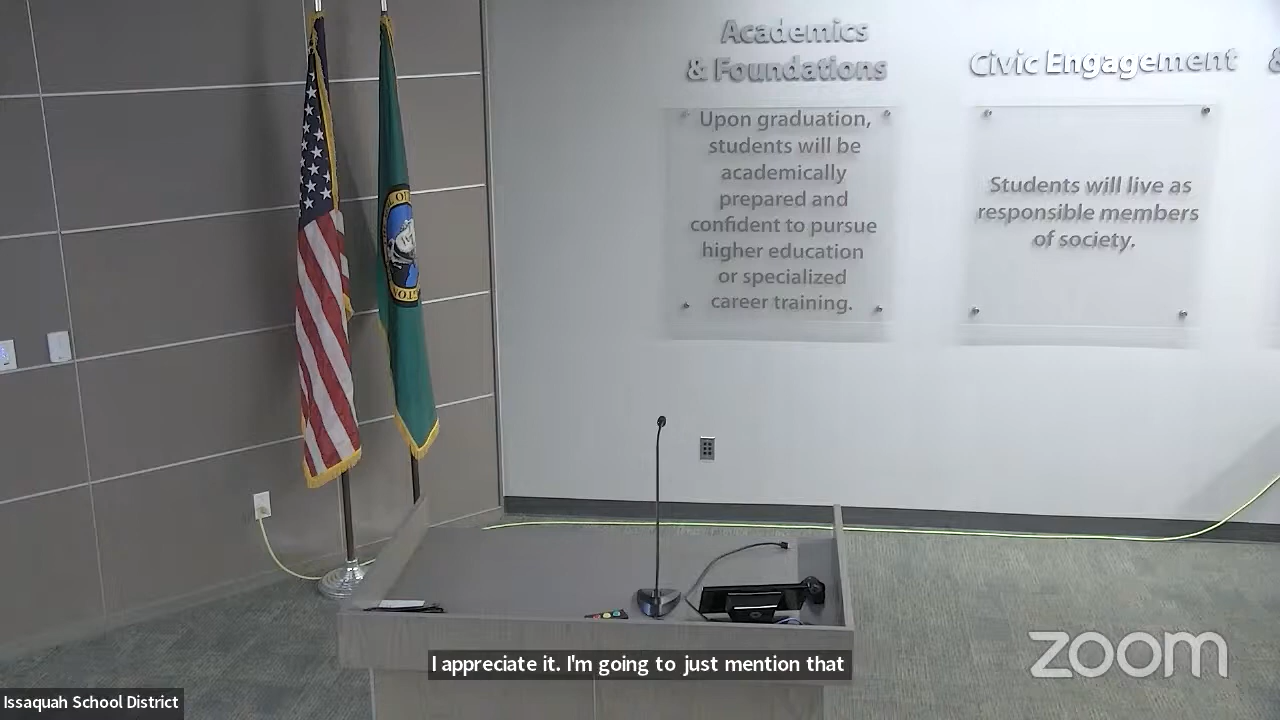 Academics
& Foundations
Upon graduation,
students will be
academically
prepared and
confident to pursue
higher education
or specialized
career training.
Civic Engagement
Students will live as
responsible members
of society.
&
I appreciate it. I'm going to just mention that
zoom
Issaquah School District